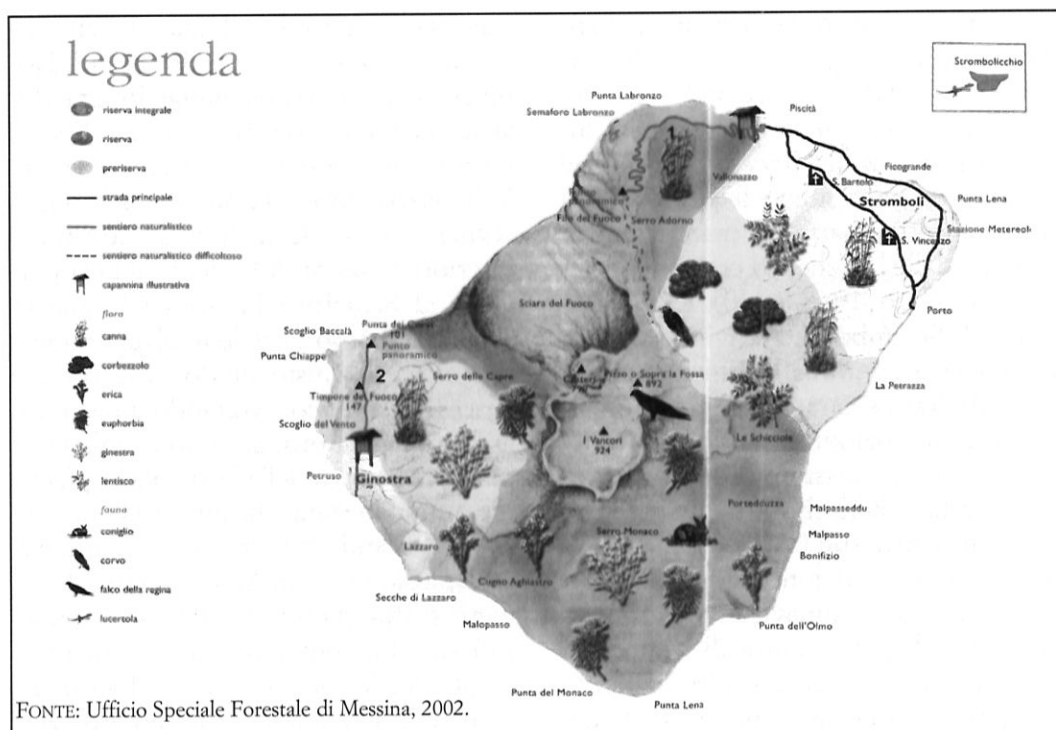 legenda
riserva integrale
riserva
preriserva
strada principale
sentiero naturalistico
sentiero naturalistico difficoltoso
capannina illustrativa
flora
canna
corbezzolo
erica
euphorbia
ginestra
lentisco
fauna
coniglio
corvo
falco della regina
lucertola
Strombolicchio
Punta Labronzo
Semaforo Labronzo
Piscità
1
Vallonazzo
Ficogrande
S. Bartolo
Stromboli
Punta Lena
Stazione Metereol
S. Vincenzo
Porto
panoramico
Filo del Fuoco
Serro Adorno
Sciara del Fuoco
Scoglio Baccalà
Punta dei Corvi
101
Punto
panoramico
Punta Chiappe
2
Serro delle Capre
Timpone del Fuoco
147
Crateri
Pizzo o Sopra la Fossa
892
La Petrazza
Scoglio del Vento
I Vancori
924
Le Schicciole
Petruso
Ginostra
Portedduzza
Malpasseddu
Malpasso
Bonifizio
Serro Monaco
Lazzaro
Cugno Aghiastro
Secche di Lazzaro
Malopasso
Punta dell'Olmo
Punta del Monaco
Punta Lena
FONTE: Ufficio Speciale Forestale di Messina, 2002.